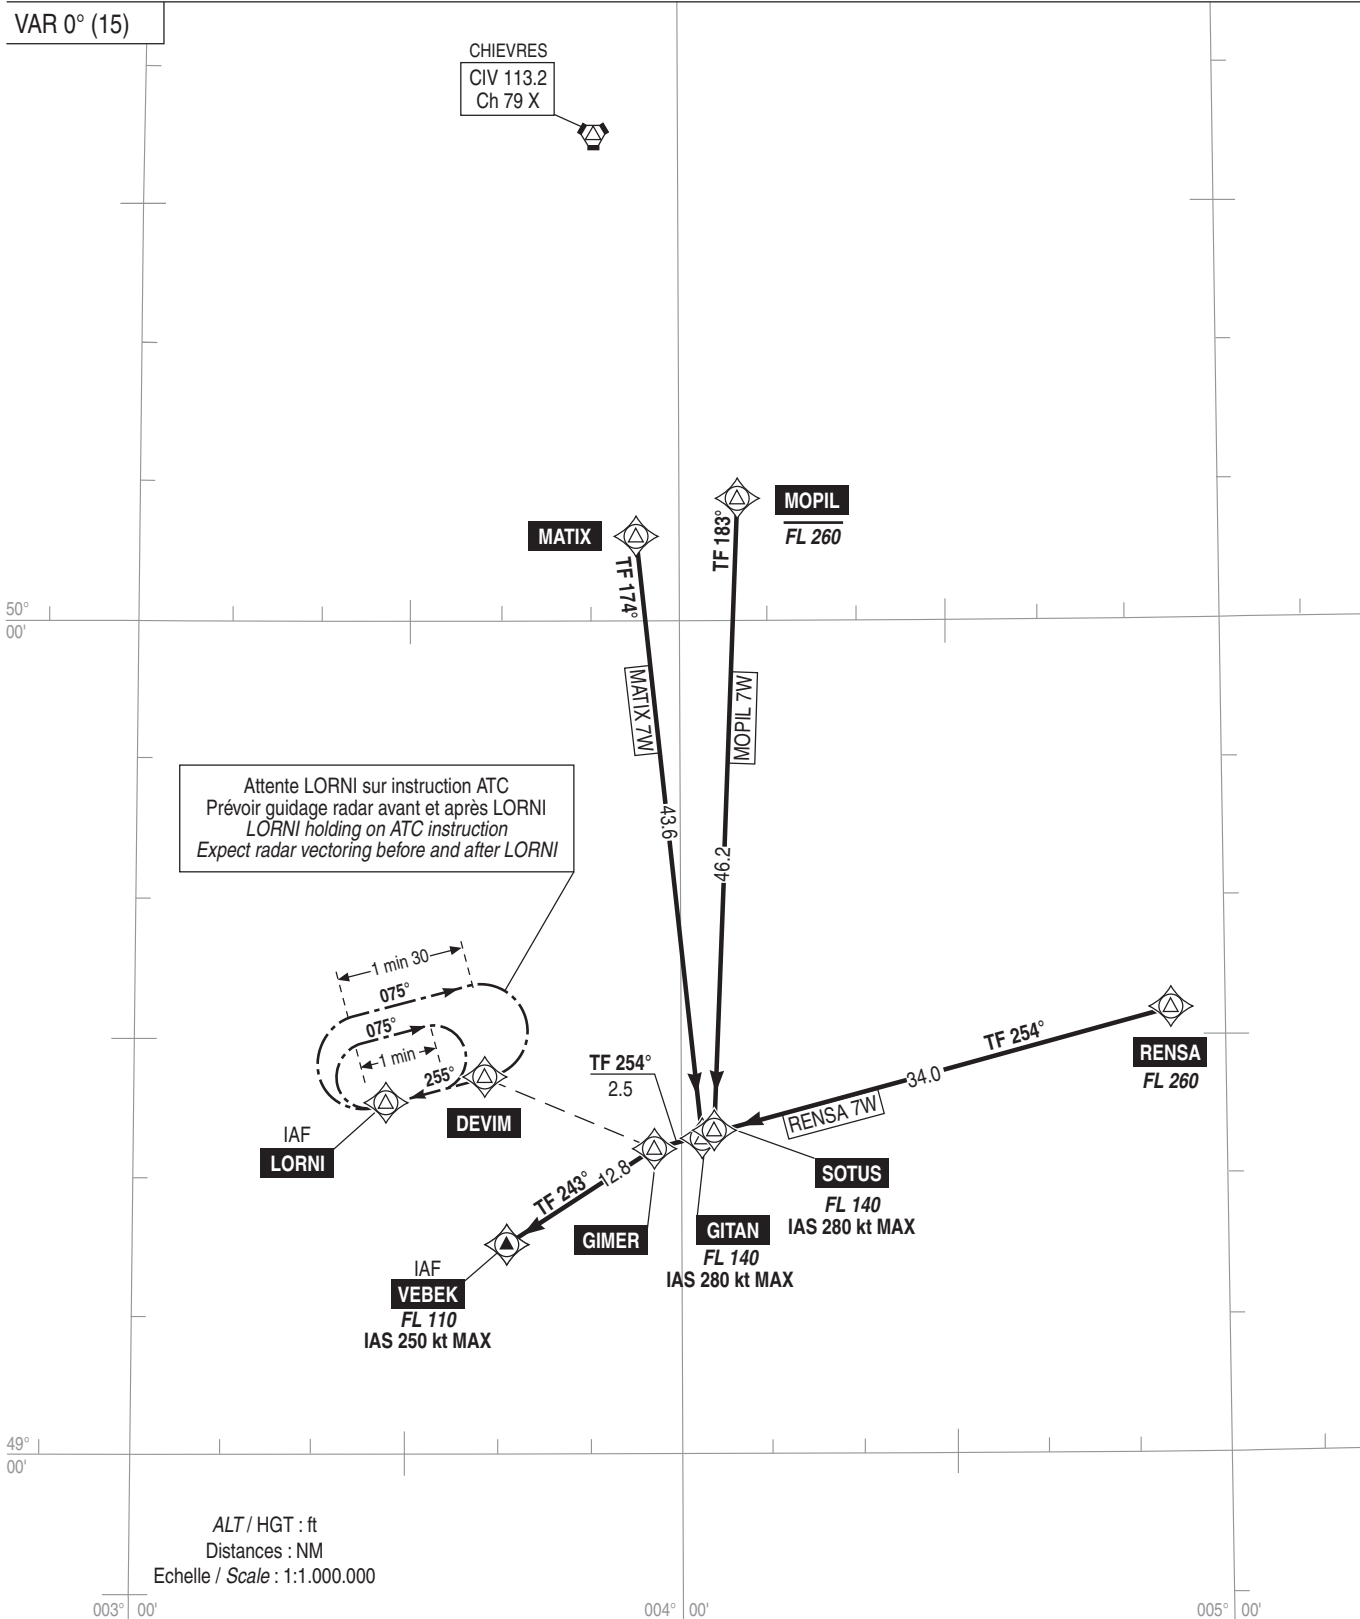 VAR 0° (15)
CHIEVRES
CIV 113.2
Ch 79 X
MATIX
MOPIL
FL 260
TF 174°
TF 183°
50°
00'
MATIX 7W
MOPIL 7W
Attente LORNI sur instruction ATC
Prévoir guidage radar avant et après LORNI
LORNI holding on ATC instruction
Expect radar vectoring before and after LORNI
43.6
46.2
1 min 30
075°
075°
1 min
255°
TF 254°
2.5
TF 254°
34.0
RENSA 7W
RENSA
FL 260
DEVIM
IAF
LORNI
TF 243°
12.8
SOTUS
FL 140
IAS 280 kt MAX
GIMER
GITAN
FL 140
IAS 280 kt MAX
IAF
VEBEK
FL 110
IAS 250 kt MAX
49°
00'
ALT / HGT : ft
Distances : NM
Echelle / Scale : 1:1.000.000
003° 00'
004° 00'
005° 00'